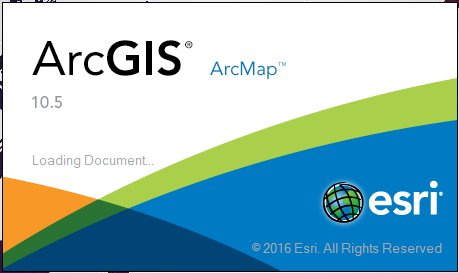 ArcGIS® ArcMap™
10.5
Loading Document...
esri
© 2016 Esri. All Rights Reserved